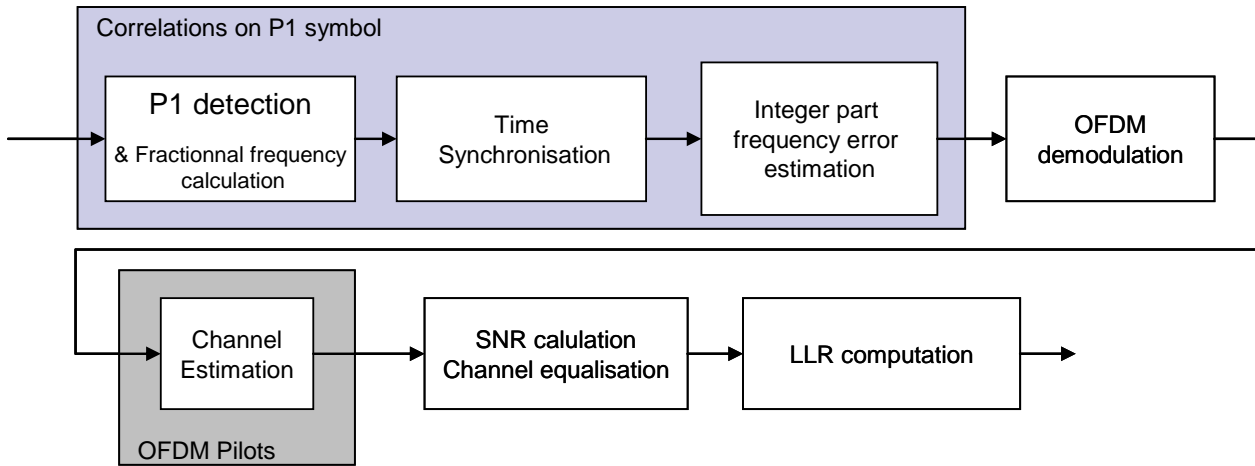 Correlations on P1 symbol
P1 detection
& Fractionnal frequency
calculation
Time
Synchronisation
Integer part
frequency error
estimation
OFDM
demodulation
Channel
Estimation
OFDM Pilots
SNR calulation
Channel equalisation
LLR computation